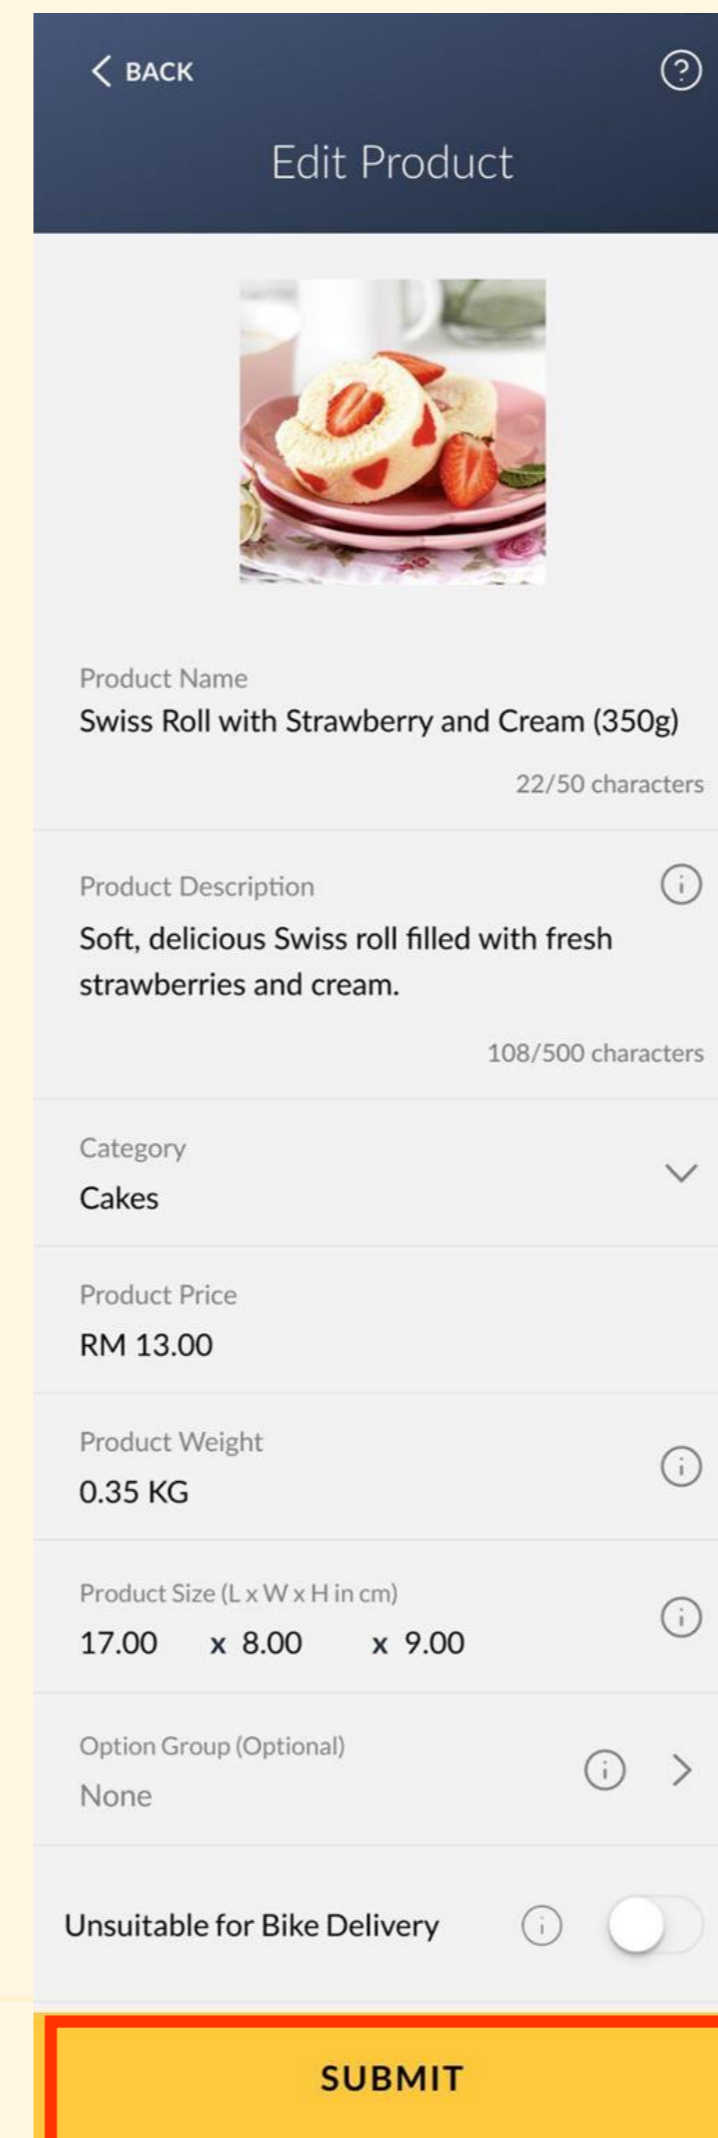 BACK
Edit Product
Product Name
Swiss Roll with Strawberry and Cream (350g)
22/50 characters
Product Description
Soft, delicious Swiss roll filled with fresh
strawberries and cream.
108/500 characters
Category
Cakes
Product Price
RM 13.00
Product Weight
0.35 KG
Product Size (L x W x H in cm)
17.00 x 8.00 x 9.00
Option Group (Optional)
None
Unsuitable for Bike Delivery
SUBMIT